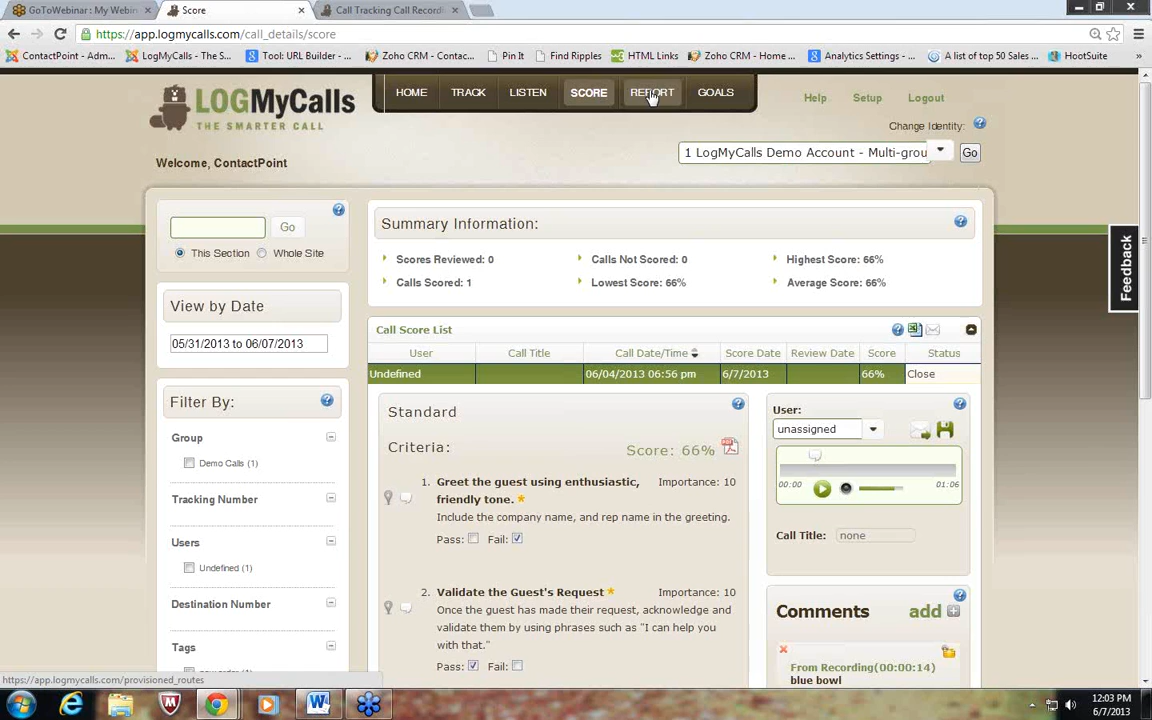 GoToWebinar : My Webin
Score
Call Tracking Call Recordi
https://app.logmycalls.com/call_details/score
ContactPoint - Adm...
LogMyCalls - The S...
Tool: URL Builder - ...
Zoho CRM - Contac...
Pin It
Find Ripples
HTML Links
Zoho CRM - Home ...
Analytics Settings - ...
A list of top 50 Sales ...
HootSuite
LOGMyCalls
THE SMARTER CALL
HOME
TRACK
LISTEN
SCORE
REPORT
GOALS
Help
Setup
Logout
Change Identity:
1 LogMyCalls Demo Account - Multi-grou
Go
Welcome, ContactPoint
Go
This Section
Whole Site
View by Date
05/31/2013 to 06/07/2013
Filter By:
Group
Demo Calls (1)
Tracking Number
Users
Undefined (1)
Destination Number
Tags
Summary Information:
Scores Reviewed: 0
Calls Not Scored: 0
Highest Score: 66%
Calls Scored: 1
Lowest Score: 66%
Average Score: 66%
Call Score List
User
Call Title
Call Date/Time
Score Date
Review Date
Score
Status
Undefined
06/04/2013 06:56 pm
6/7/2013
66%
Close
Standard
Criteria:
Score: 66%
1. Greet the guest using enthusiastic,
friendly tone. *
Importance: 10
Include the company name, and rep name in the greeting.
Pass:
Fail:
2. Validate the Guest's Request *
Importance: 10
Once the guest has made their request, acknowledge and
validate them by using phrases such as "I can help you
with that."
Pass:
Fail:
User:
unassigned
00:00
01:06
Call Title:
none
Comments
add
From Recording(00:00:14)
blue bowl
Feedback
https://app.logmycalls.com/provisioned_routes
12:03 PM
6/7/2013